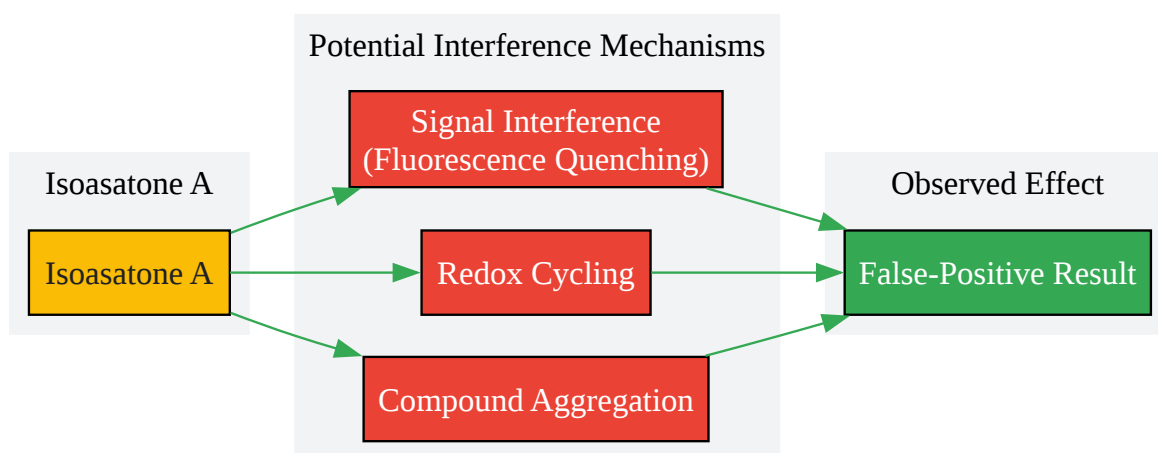 Isoasatone A
Isoasatone A
Potential Interference Mechanisms
Signal Interference
(Fluorescence Quenching)
Redox Cycling
Compound Aggregation
Observed Effect
False-Positive Result